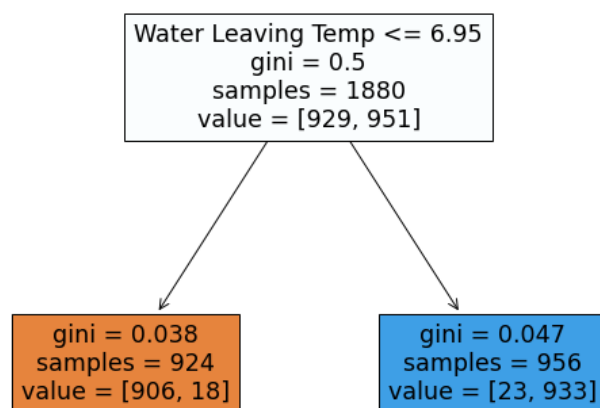 Water Leaving Temp <= 6.95
gini = 0.5
samples = 1880
value = [929, 951]
gini = 0.038
samples = 924
value = [906, 18]
gini = 0.047
samples = 956
value = [23, 933]